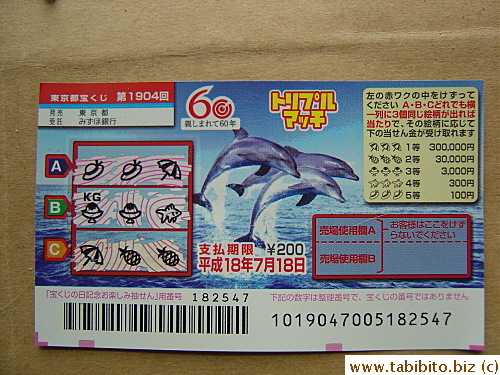 東京都宝くじ 第1904回
発売 東京都
受託 みずほ銀行
60
親しまれて60年
トリプル
マッチ
左の赤ワクの中をけずって
ください A・B・Cどれでも横
一列に3個同じ絵柄が出れば
当たりで、その絵柄に応じて
下の当せん金が受け取れます
1等 300,000円
2等 30,000円
3等 3,000円
4等 300円
5等 100円
A
B
KG
C
支払期限 ¥200
平成18年7月18日
売場使用欄A
売場使用欄B
お客様はここをけず
らないでください
「宝くじの日記念お楽しみ抽せん」用番号 182547
下記の数字は整理番号で、宝くじの番号ではありません
1019047005182547
www.tabibito.biz (c)